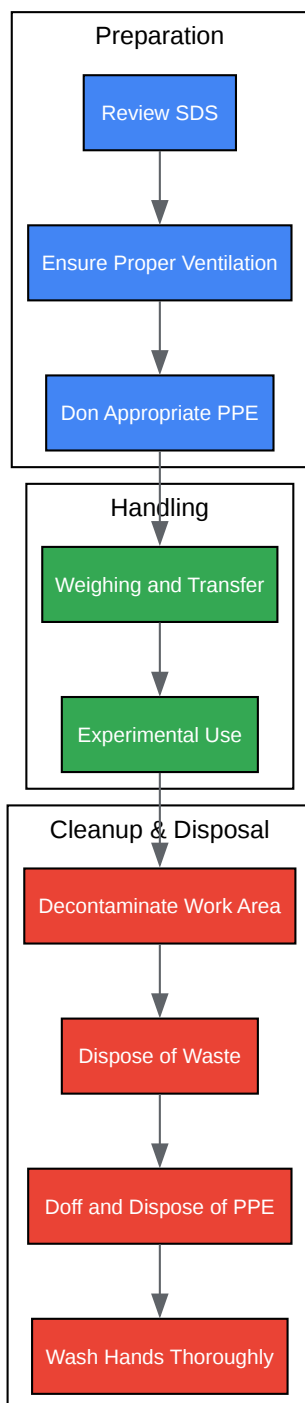 Preparation
Review SDS
Ensure Proper Ventilation
Don Appropriate PPE
Handling
Weighing and Transfer
Experimental Use
Cleanup & Disposal
Decontaminate Work Area
Dispose of Waste
Doff and Dispose of PPE
Wash Hands Thoroughly